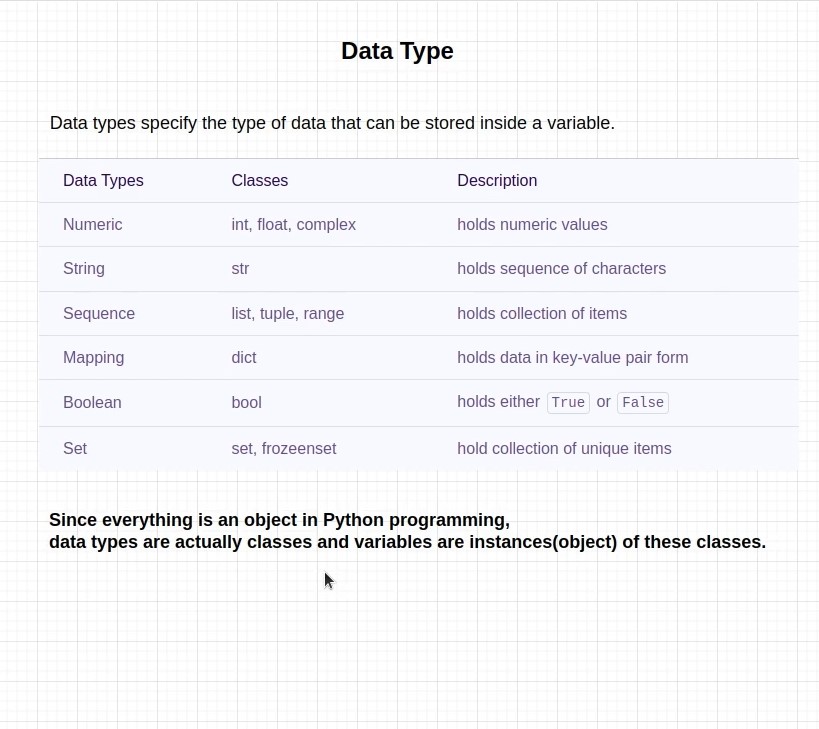 Data Type
Data types specify the type of data that can be stored inside a variable.
Data Types Classes Description
Numeric int, float, complex holds numeric values
String str holds sequence of characters
Sequence list, tuple, range holds collection of items
Mapping dict holds data in key-value pair form
Boolean bool holds either True or False
Set set, frozeenset hold collection of unique items
Since everything is an object in Python programming,
data types are actually classes and variables are instances(object) of these classes.